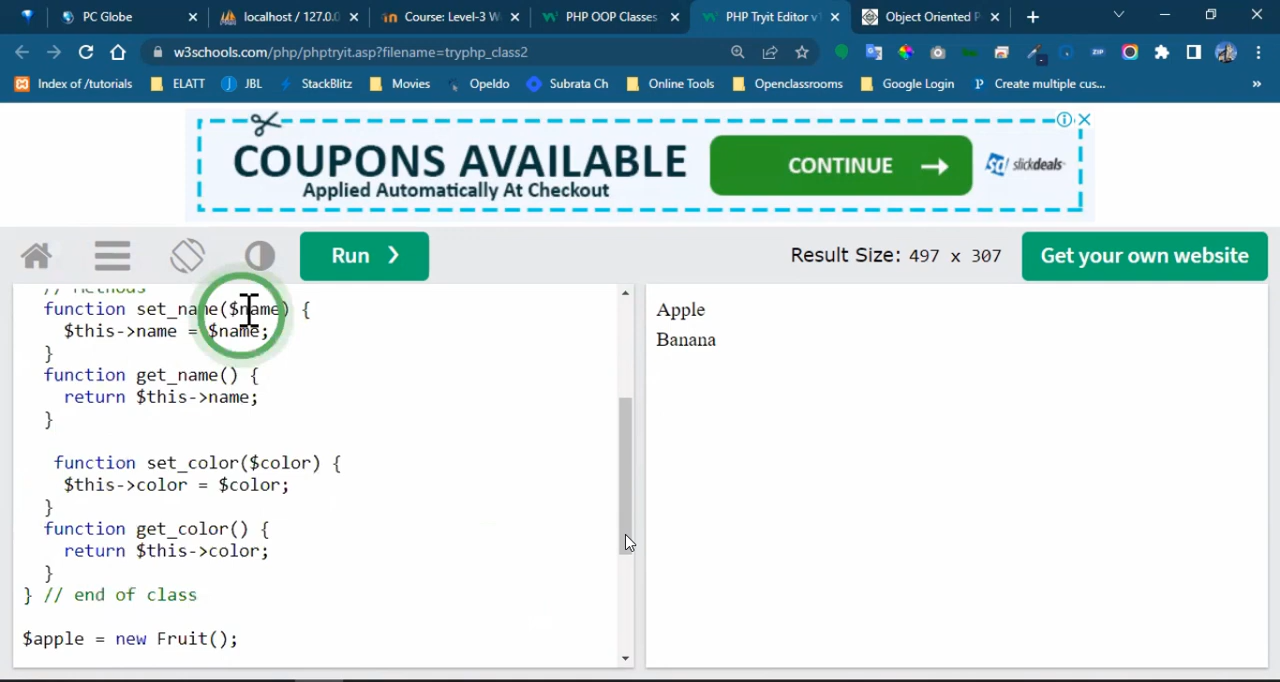 PC Globe
localhost / 127.0.0
Course: Level-3 W
PHP OOP Classes
PHP Tryit Editor v
Object Oriented P
w3schools.com/php/phptryit.asp?filename=tryphp_class2
Index of /tutorials
ELATT
JBL
StackBlitz
Movies
Opeldo
Subrata Ch
Online Tools
Openclassrooms
Google Login
Create multiple cus...
»
COUPONS AVAILABLE
Applied Automatically At Checkout
CONTINUE →
slickdeals
Run ❯
Result Size: 497 x 307
Get your own website
// Methods
function set_name($name) {
$this->name = $name;
}
function get_name() {
return $this->name;
}
function set_color($color) {
$this->color = $color;
}
function get_color() {
return $this->color;
}
} // end of class
$apple = new Fruit();
Apple
Banana